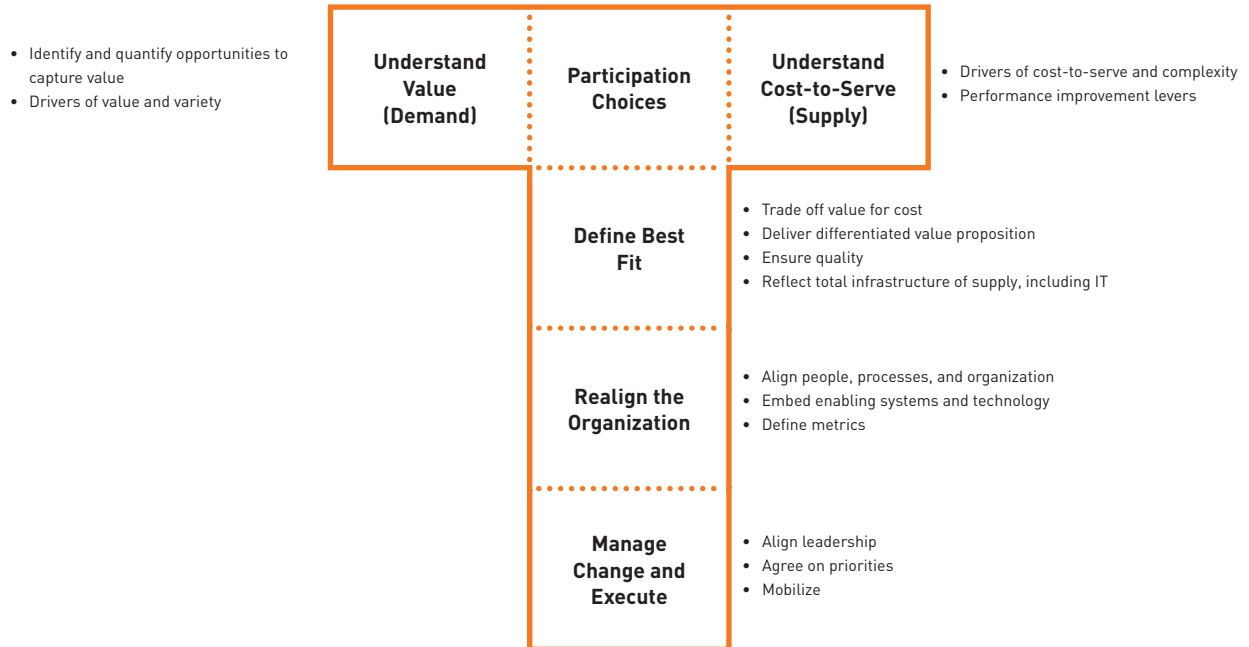 • Identify and quantify opportunities to
capture value
• Drivers of value and variety
Understand
Value
(Demand)
Participation
Choices
Understand
Cost-to-Serve
(Supply)
• Drivers of cost-to-serve and complexity
• Performance improvement levers
Define Best
Fit
• Trade off value for cost
• Deliver differentiated value proposition
• Ensure quality
• Reflect total infrastructure of supply, including IT
Realign the
Organization
• Align people, processes, and organization
• Embed enabling systems and technology
• Define metrics
Manage
Change and
Execute
• Align leadership
• Agree on priorities
• Mobilize